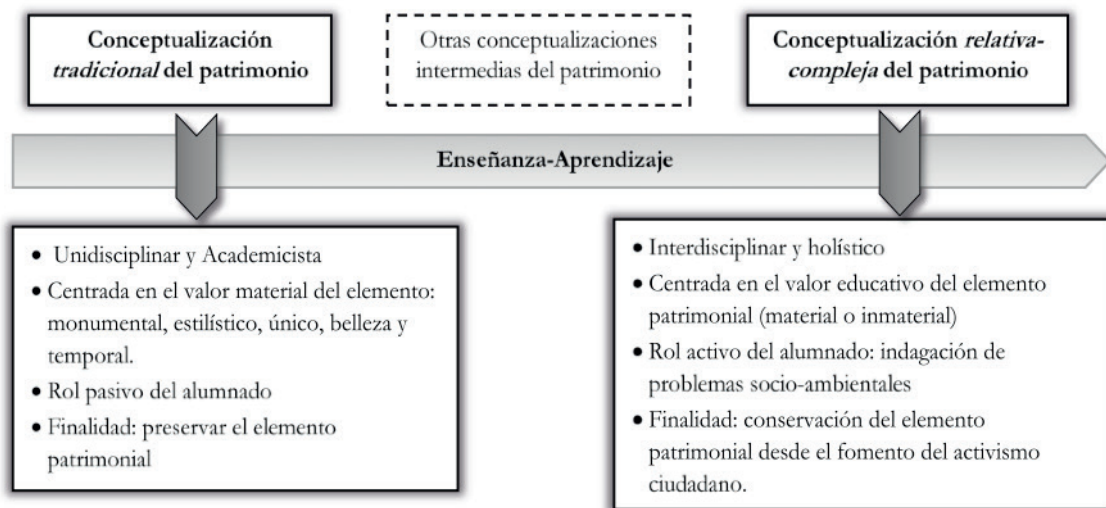 Conceptualización
tradicional del patrimonio
Otras conceptualizaciones
intermedias del patrimonio
Conceptualización relativa-
compleja del patrimonio
Enseñanza-Aprendizaje
• Unidisciplinar y Academicista
• Centrada en el valor material del elemento:
monumental, estilístico, único, belleza y
temporal.
• Rol pasivo del alumnado
• Finalidad: preservar el elemento
patrimonial
• Interdisciplinar y holístico
• Centrada en el valor educativo del elemento
patrimonial (material o inmaterial)
• Rol activo del alumnado: indagación de
problemas socio-ambientales
• Finalidad: conservación del elemento
patrimonial desde el fomento del activismo
ciudadano.